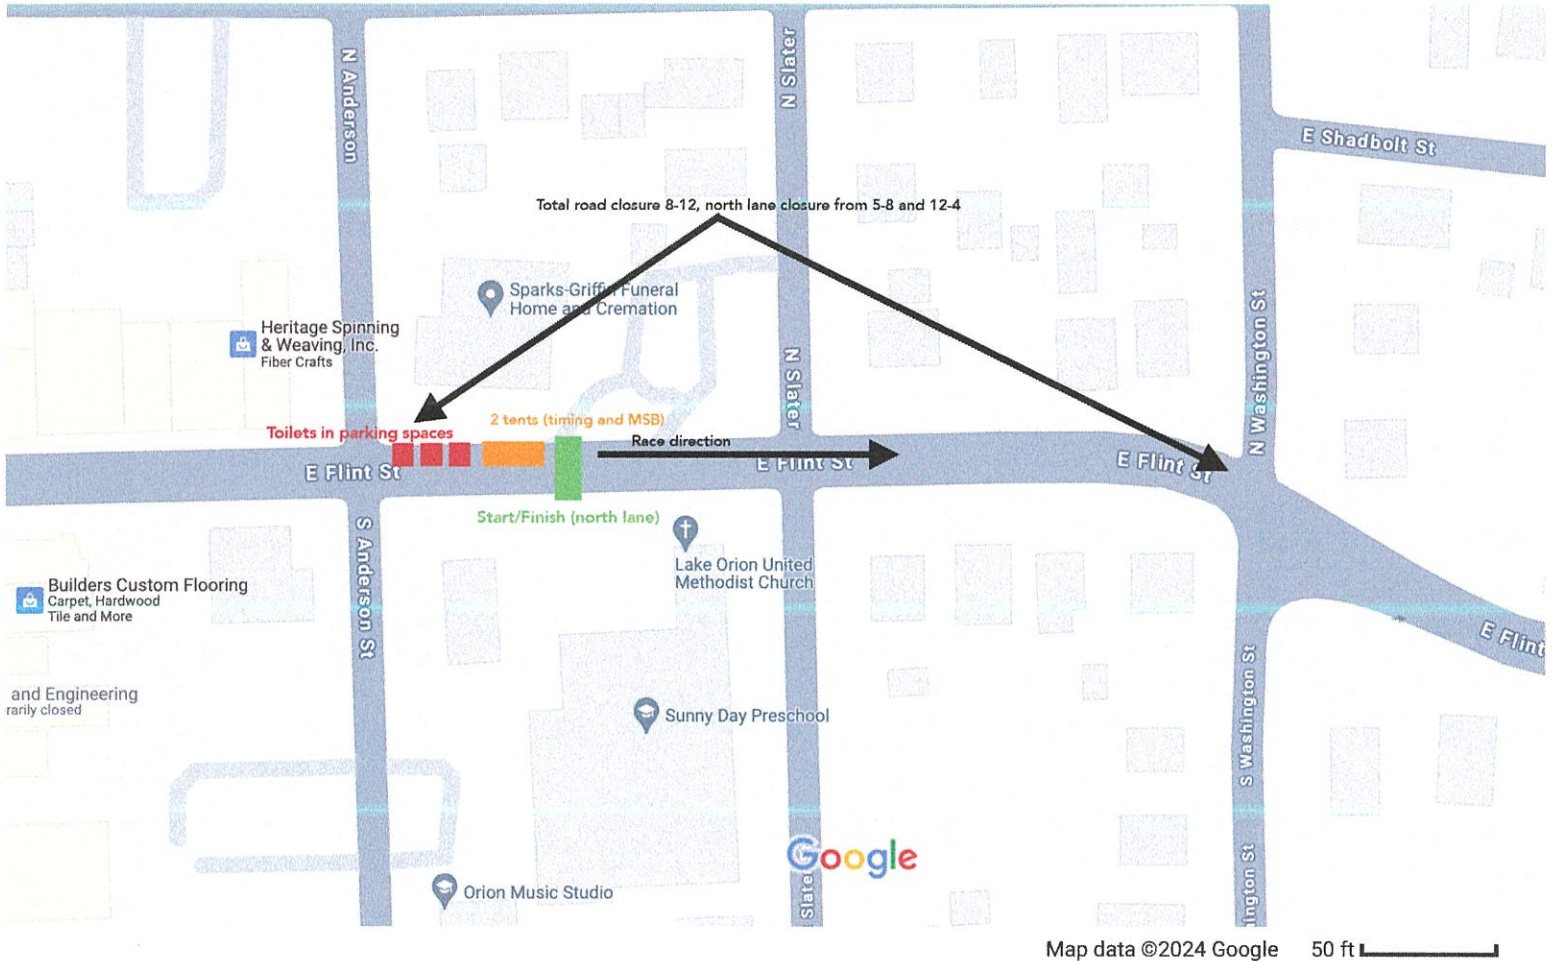 N Anderson
N Slater
E Shadbolt St
Total road closure 8-12, north lane closure from 5-8 and 12-4
Sparks-Griffin Funeral
Home and Cremation
Heritage Spinning
& Weaving, Inc.
Fiber Crafts
N Washington St
N Slater
2 tents (timing and MSB)
Toilets in parking spaces
Race direction
E Flint St
E Flint St
E Flint St
Start/Finish (north lane)
S Anderson St
Lake Orion United
Methodist Church
Builders Custom Flooring
Carpet, Hardwood
Tile and More
E Flint
S Washington St
and Engineering
rarily closed
Sunny Day Preschool
Google
Slater
ington St
Orion Music Studio
Map data ©2024 Google 50 ft